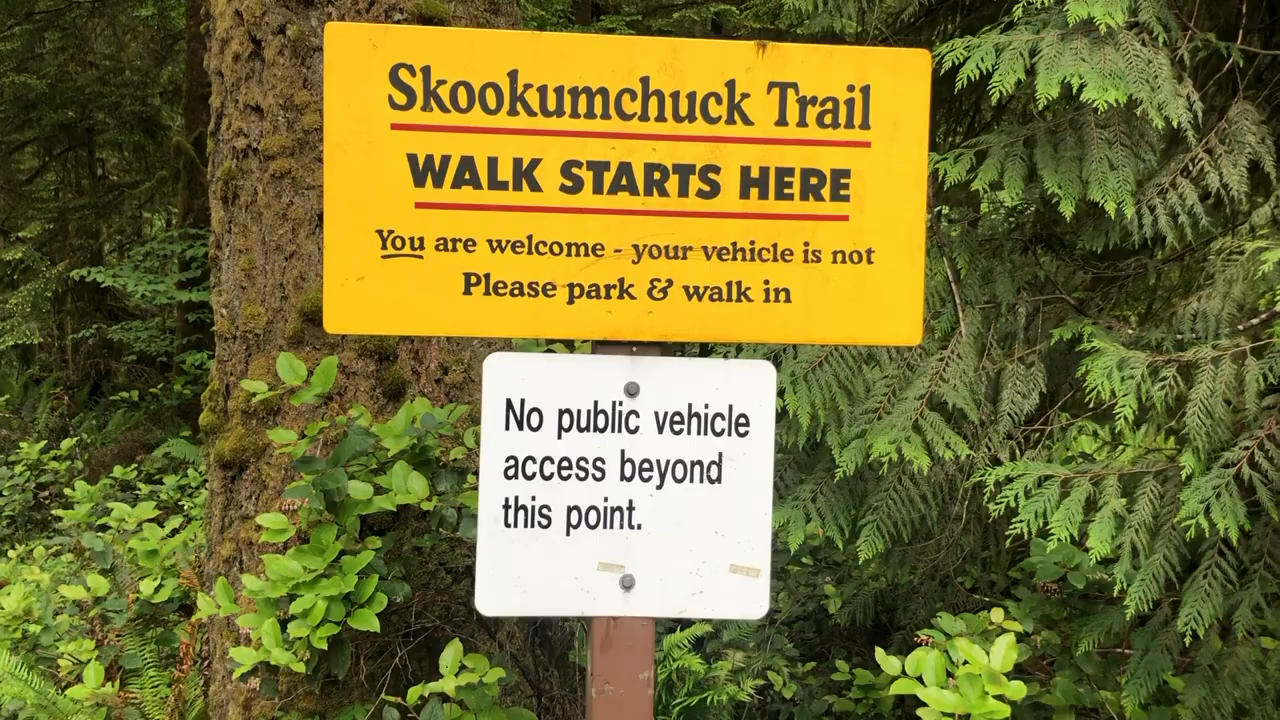 Skookumchuck Trail
WALK STARTS HERE
You are welcome - your vehicle is not
Please park & walk in
No public vehicle
access beyond
this point.